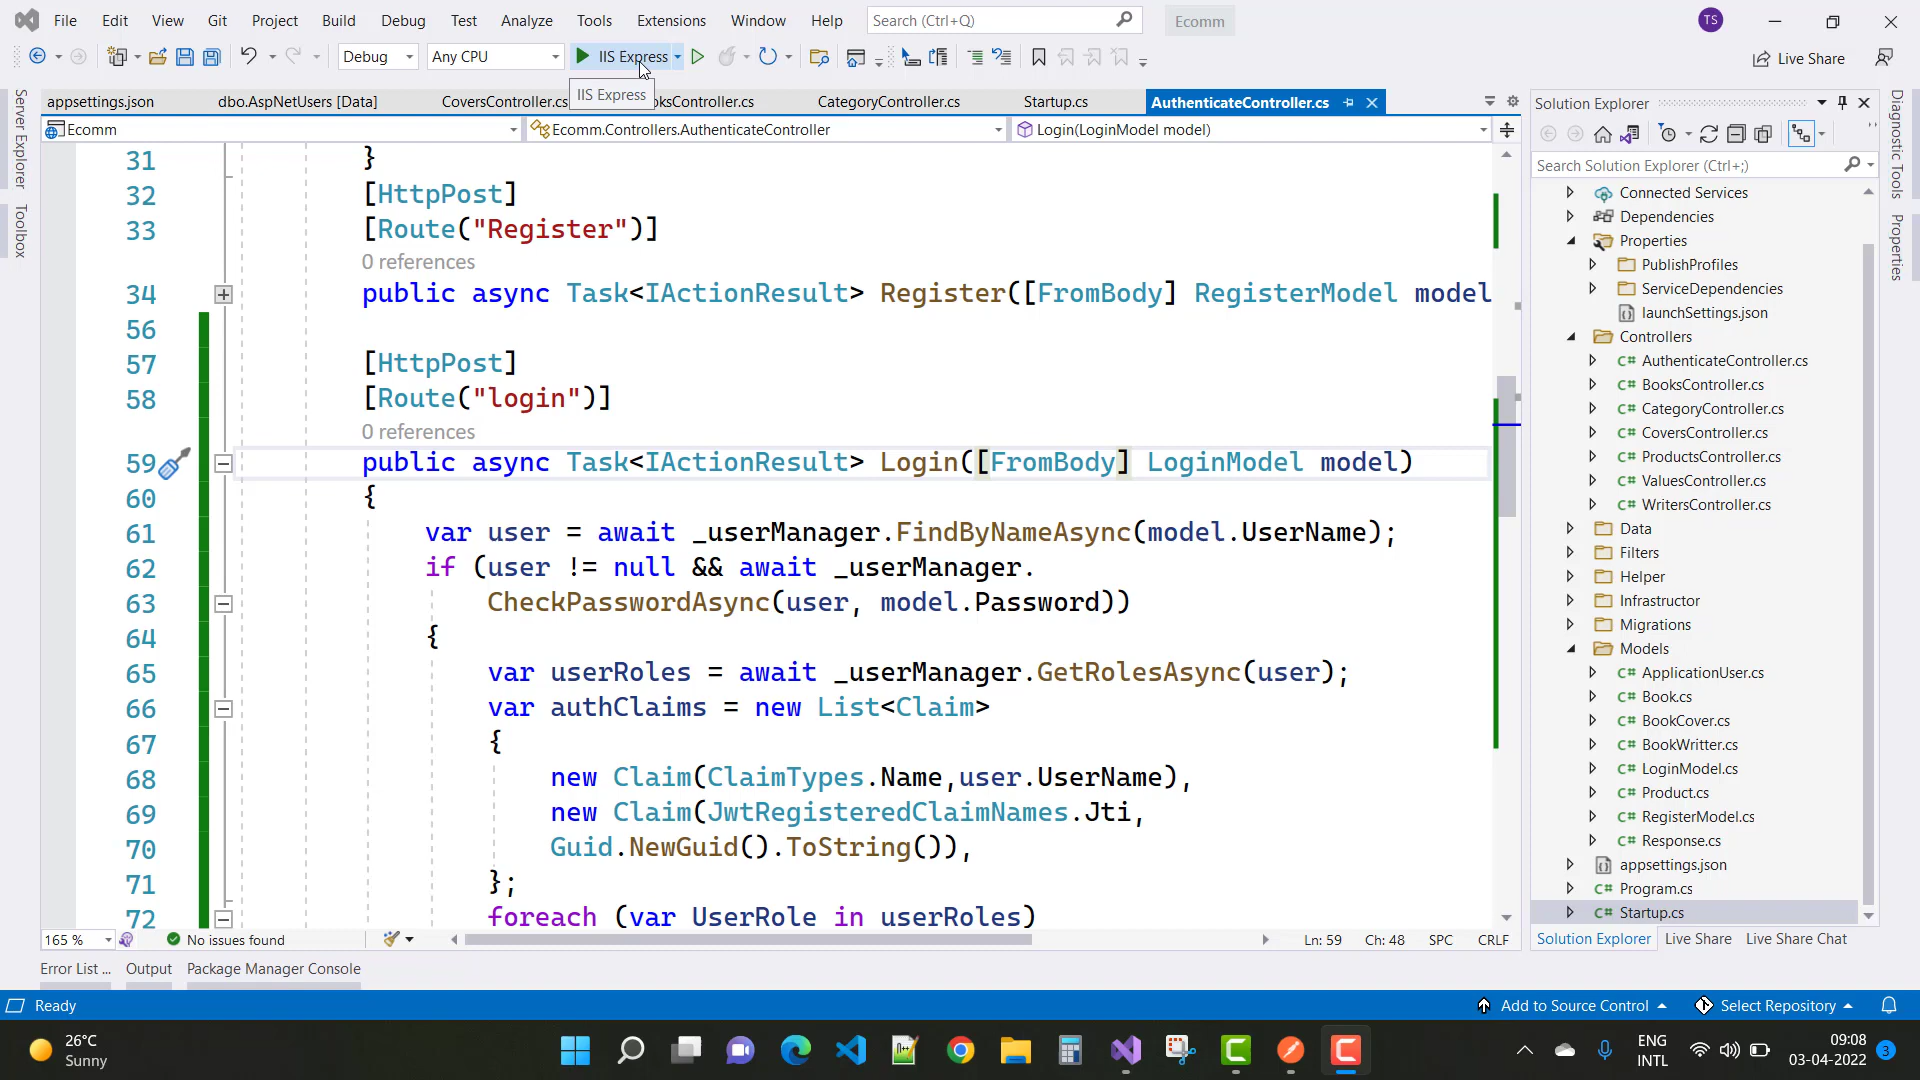 File Edit View Git Project Build Debug Test Analyze Tools Extensions Window Help Search (Ctrl+Q) Ecomm TS
Debug Any CPU IIS Express Live Share
IIS Express
appsettings.json dbo.AspNetUsers [Data] CoversController.cs ksController.cs CategoryController.cs Startup.cs AuthenticateController.cs
Ecomm Ecomm.Controllers.AuthenticateController Login(LoginModel model)
31 }
32 [HttpPost]
33 [Route("Register")]
0 references
34 public async Task<IActionResult> Register([FromBody] RegisterModel model
56
57 [HttpPost]
58 [Route("login")]
0 references
59 public async Task<IActionResult> Login([FromBody] LoginModel model)
60 {
61 var user = await _userManager.FindByNameAsync(model.UserName);
62 if (user != null && await _userManager.
63 CheckPasswordAsync(user, model.Password))
64 {
65 var userRoles = await _userManager.GetRolesAsync(user);
66 var authClaims = new List<Claim>
67 {
68 new Claim(ClaimTypes.Name,user.UserName),
69 new Claim(JwtRegisteredClaimNames.Jti,
70 Guid.NewGuid().ToString()),
71 };
72 foreach (var UserRole in userRoles)
165 % No issues found Ln: 59 Ch: 48 SPC CRLF
Server Explorer
Toolbox
Solution Explorer
Search Solution Explorer (Ctrl+;)
Connected Services
Dependencies
Properties
PublishProfiles
ServiceDependencies
launchSettings.json
Controllers
C# AuthenticateController.cs
C# BooksController.cs
C# CategoryController.cs
C# CoversController.cs
C# ProductsController.cs
C# ValuesController.cs
C# WritersController.cs
Data
Filters
Helper
Infrastructor
Migrations
Models
C# ApplicationUser.cs
C# Book.cs
C# BookCover.cs
C# BookWritter.cs
C# LoginModel.cs
C# Product.cs
C# RegisterModel.cs
C# Response.cs
appsettings.json
C# Program.cs
C# Startup.cs
Solution Explorer Live Share Live Share Chat
Diagnostic Tools
Properties
Error List ... Output Package Manager Console
Ready Add to Source Control Select Repository
26°C
Sunny
ENG
INTL
09:08
03-04-2022
3